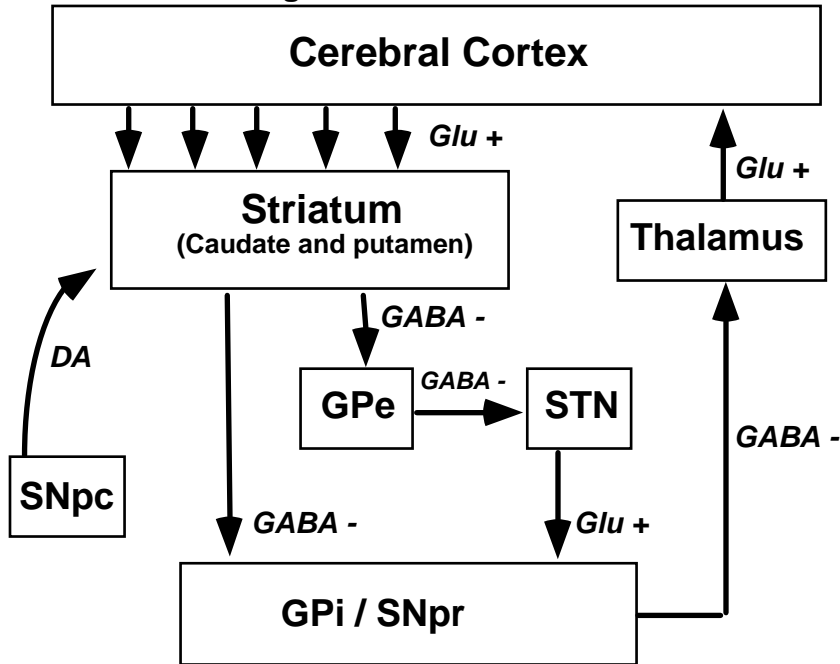 Cerebral Cortex
Glu +
Glu +
Striatum
(Caudate and putamen)
Thalamus
GABA -
DA
GABA -
GPe
STN
GABA -
SNpc
GABA -
Glu +
GPi / SNpr